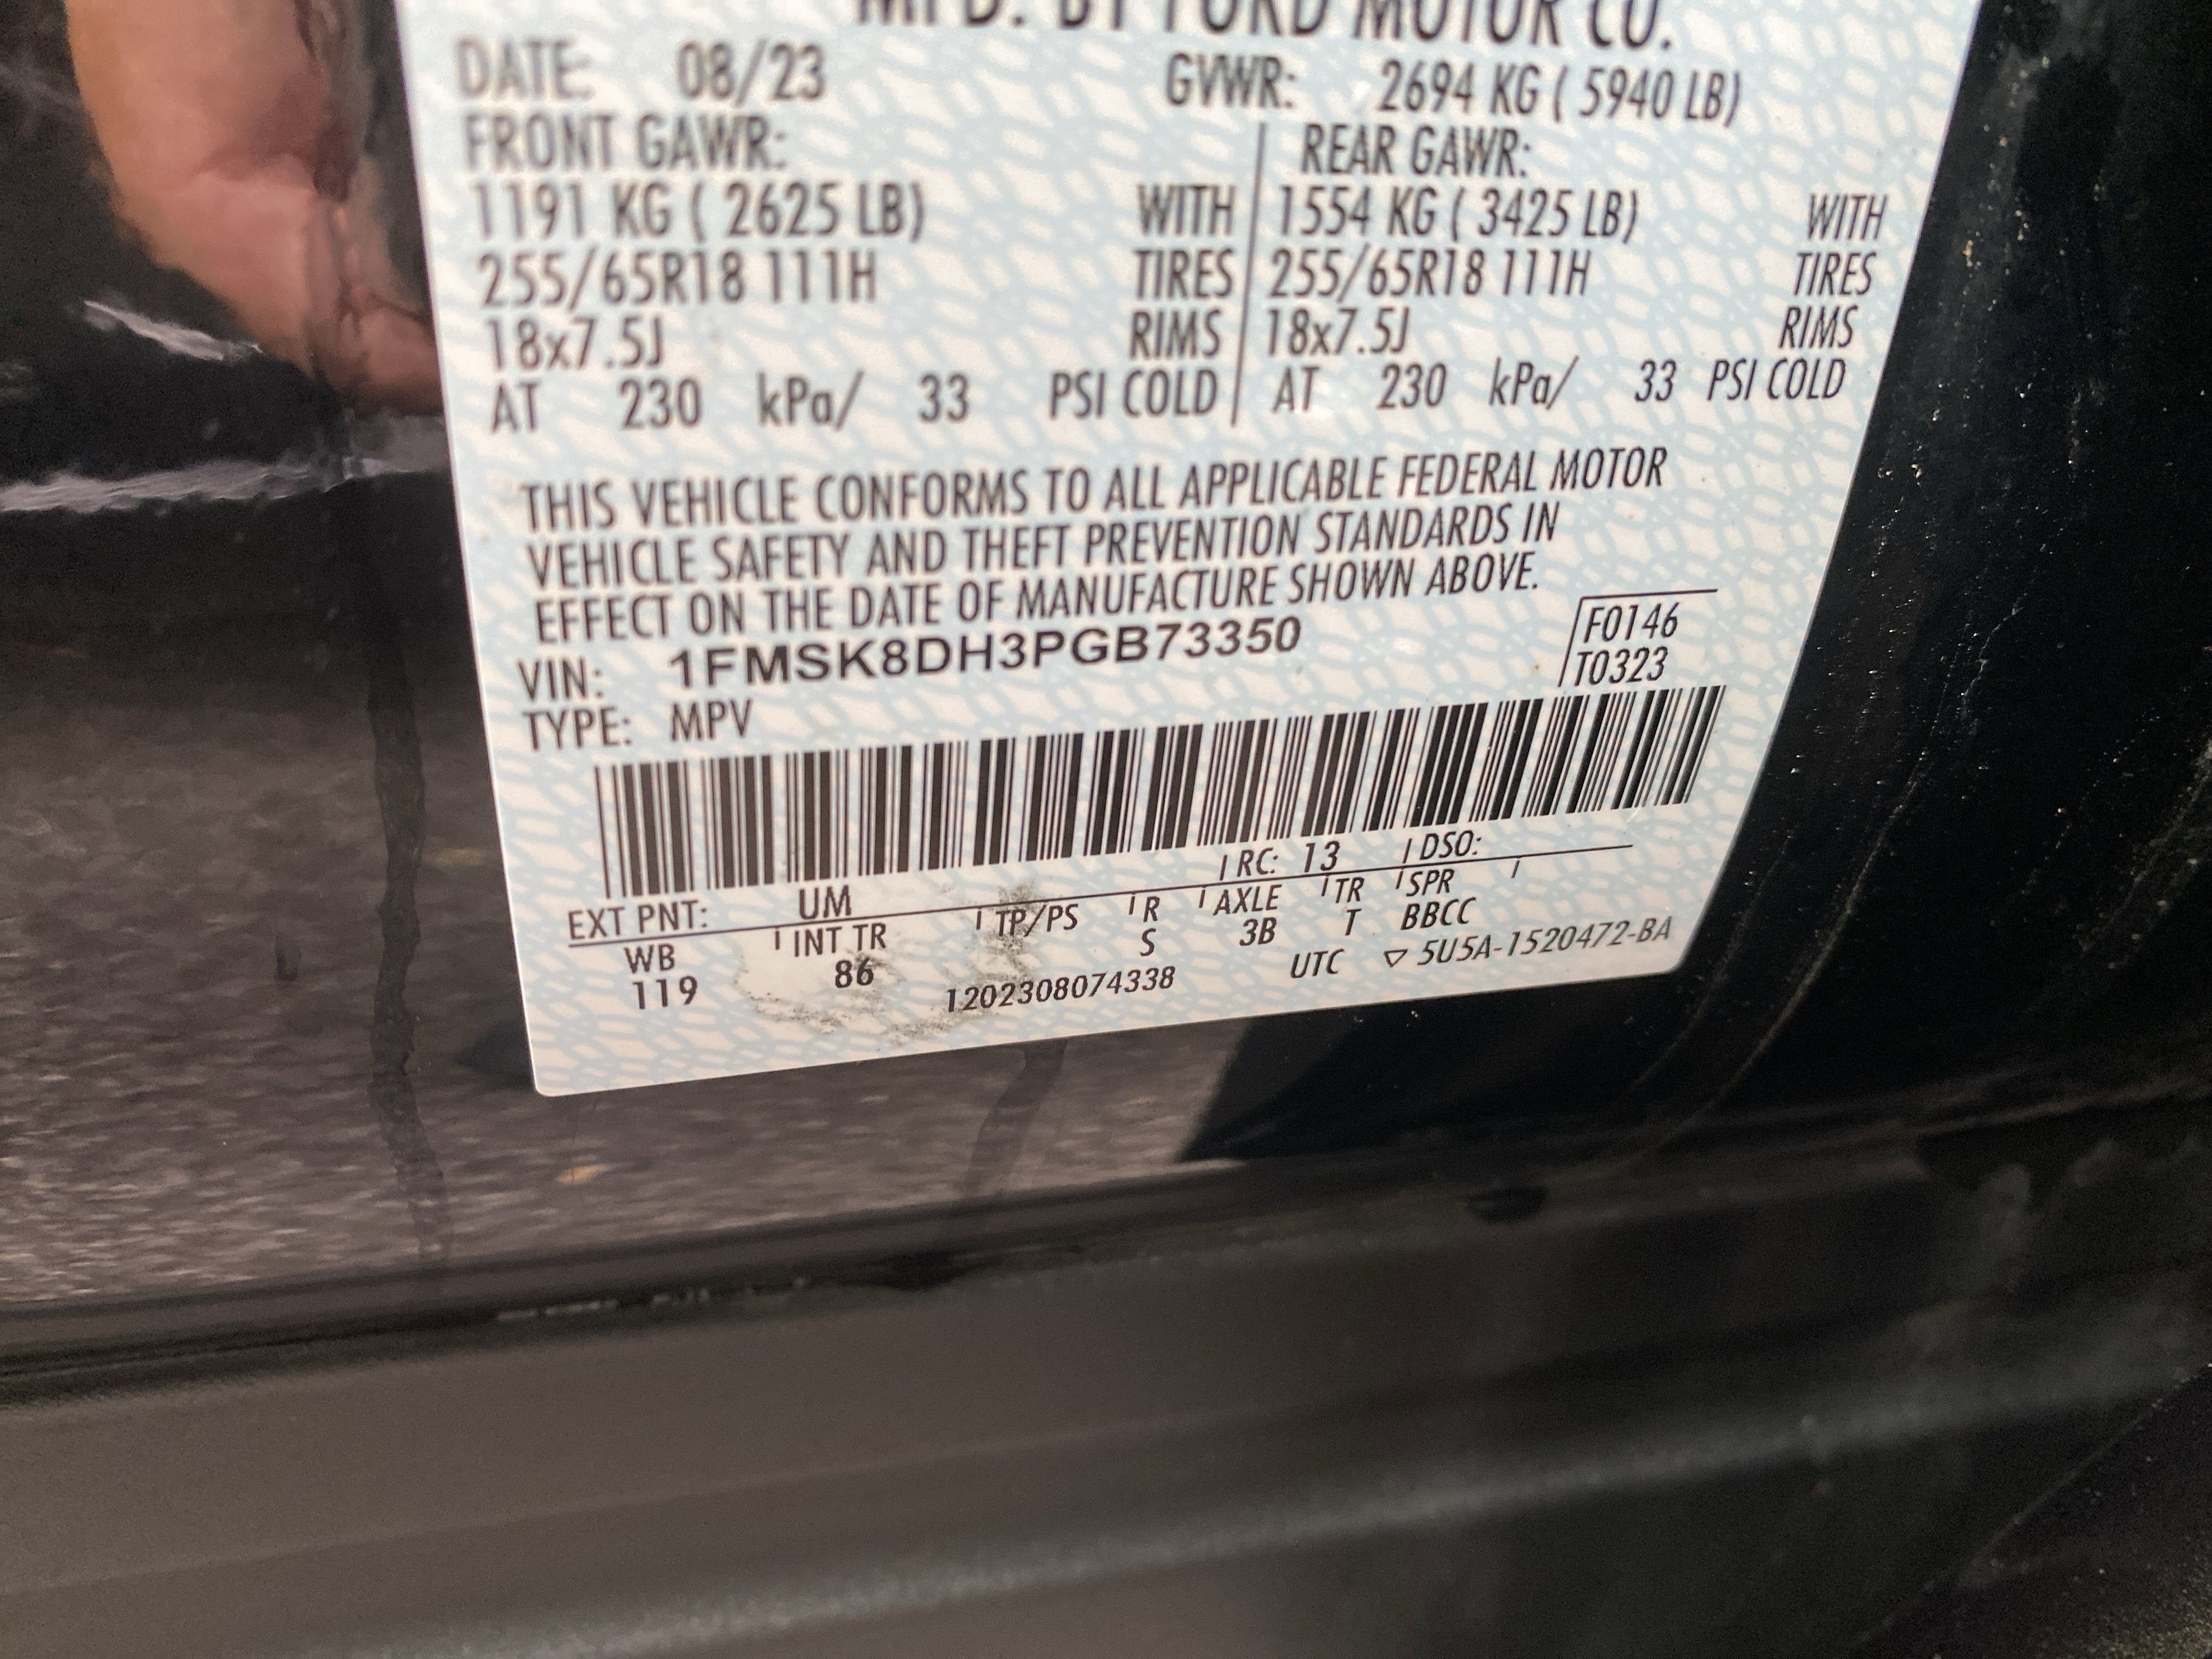 MFD. BY FORD MOTOR CO.
DATE: 08/23 GVWR: 2694 KG ( 5940 LB)
FRONT GAWR: REAR GAWR:
1191 KG ( 2625 LB) WITH 1554 KG ( 3425 LB) WITH
255/65R18 111H TIRES 255/65R18 111H TIRES
18x7.5J RIMS 18x7.5J RIMS
AT 230 kPa/ 33 PSI COLD AT 230 kPa/ 33 PSI COLD
THIS VEHICLE CONFORMS TO ALL APPLICABLE FEDERAL MOTOR
VEHICLE SAFETY AND THEFT PREVENTION STANDARDS IN
EFFECT ON THE DATE OF MANUFACTURE SHOWN ABOVE.
VIN: 1FMSK8DH3PGB73350 F0146
TYPE: MPV T0323
EXT PNT: UM RC: 13 DSO:
WB INT TR TP/PS R AXLE TR SPR
119 86 S 3B T BBCC
1202308074338 UTC ▽ 5U5A-1520472-BA